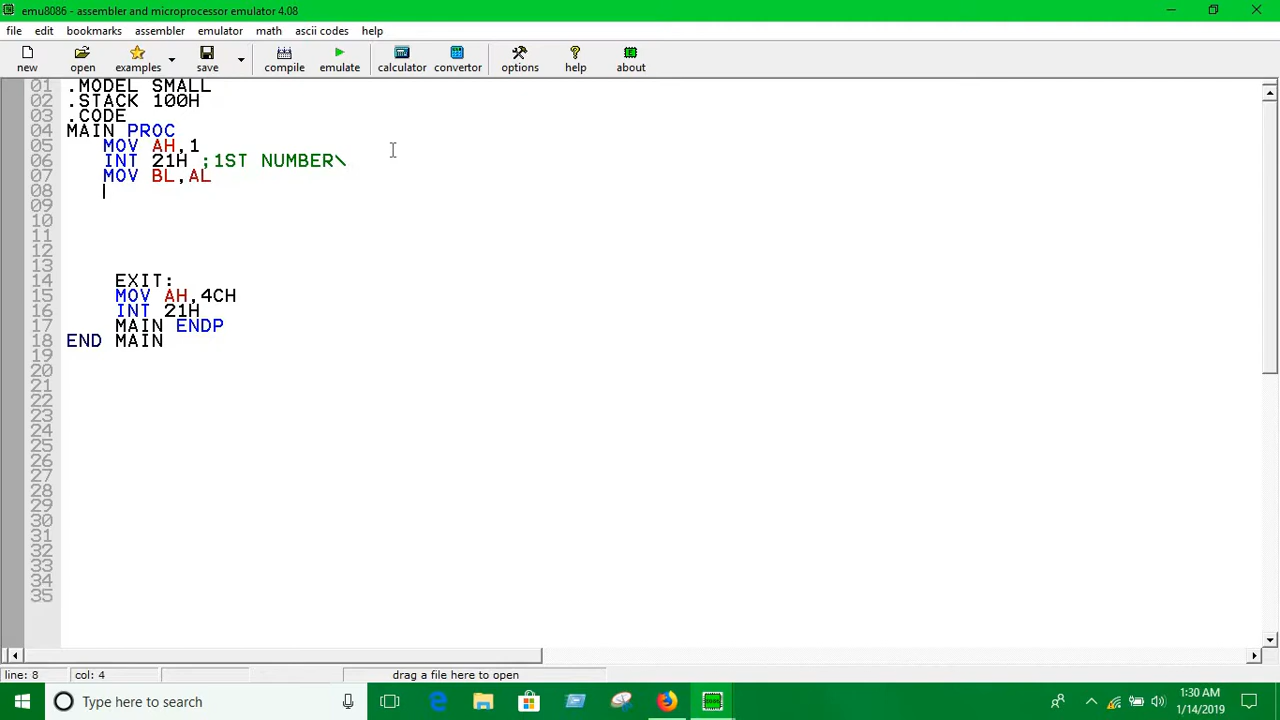 emu8086 - assembler and microprocessor emulator 4.08
file edit bookmarks assembler emulator math ascii codes help
new open examples save compile emulate calculator convertor options help about
01 .MODEL SMALL
02 .STACK 100H
03 .CODE
04 MAIN PROC
05 MOV AH,1
06 INT 21H ;1ST NUMBER\
07 MOV BL,AL
08
09
10
11
12
13
14 EXIT:
15 MOV AH,4CH
16 INT 21H
17 MAIN ENDP
18 END MAIN
19
20
21
22
23
24
25
26
27
28
29
30
31
32
33
34
35
line: 8 col: 4 drag a file here to open
Type here to search
1:30 AM
1/14/2019